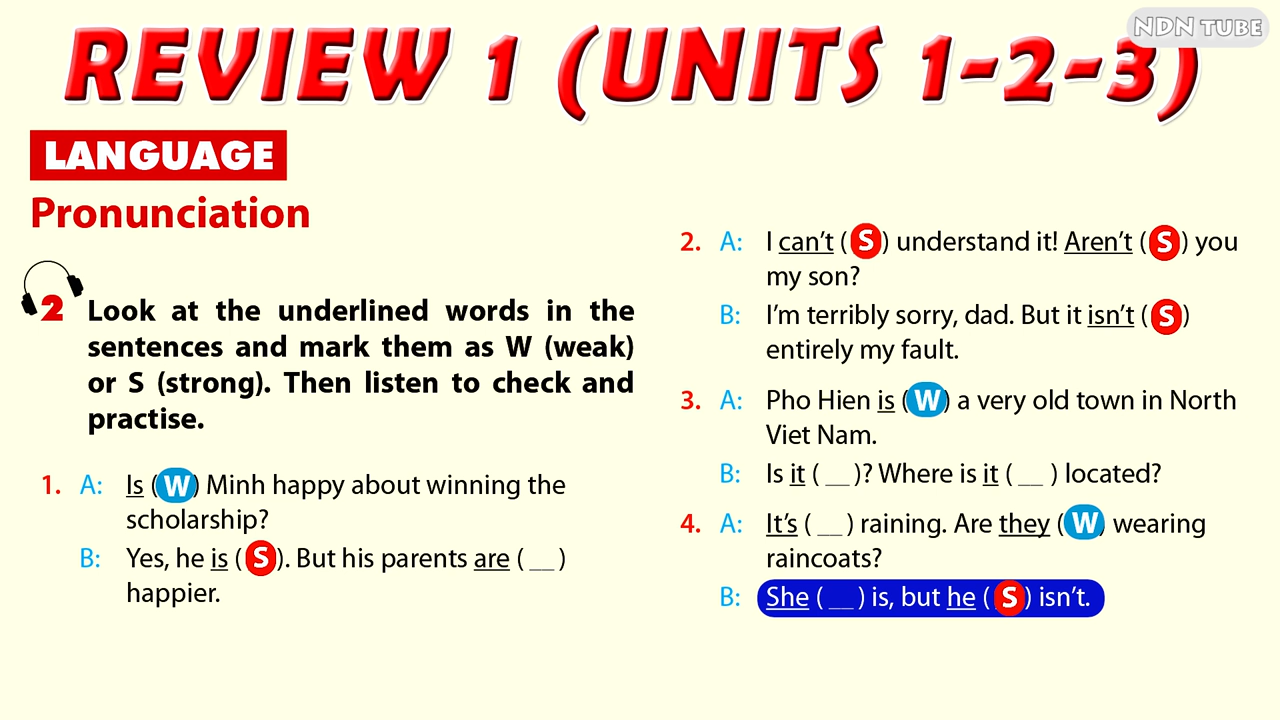 NDN TUBE
REVIEW 1 (UNITS 1-2-3)
LANGUAGE
Pronunciation
2 Look at the underlined words in the
sentences and mark them as W (weak)
or S (strong). Then listen to check and
practise.
1. A: Is (W) Minh happy about winning the
scholarship?
B: Yes, he is (S). But his parents are ( __ )
happier.
2. A: I can't (S) understand it! Aren't (S) you
my son?
B: I'm terribly sorry, dad. But it isn't (S)
entirely my fault.
3. A: Pho Hien is (W) a very old town in North
Viet Nam.
B: Is it ( __ )? Where is it ( __ ) located?
4. A: It's ( __ ) raining. Are they (W) wearing
raincoats?
B: She ( __ ) is, but he (S) isn't.